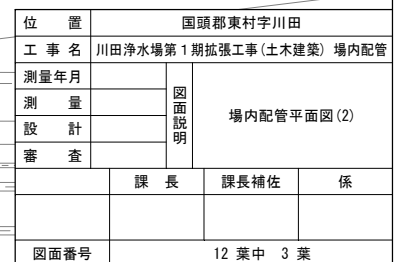 位　置　国頭郡東村字川田
工 事 名　川田浄水場第１期拡張工事(土木建築) 場内配管
測量年月
測　量
設　計
審　査
図面説明
場内配管平面図(2)
課　長　課長補佐　係
図面番号　12 葉中　3 葉